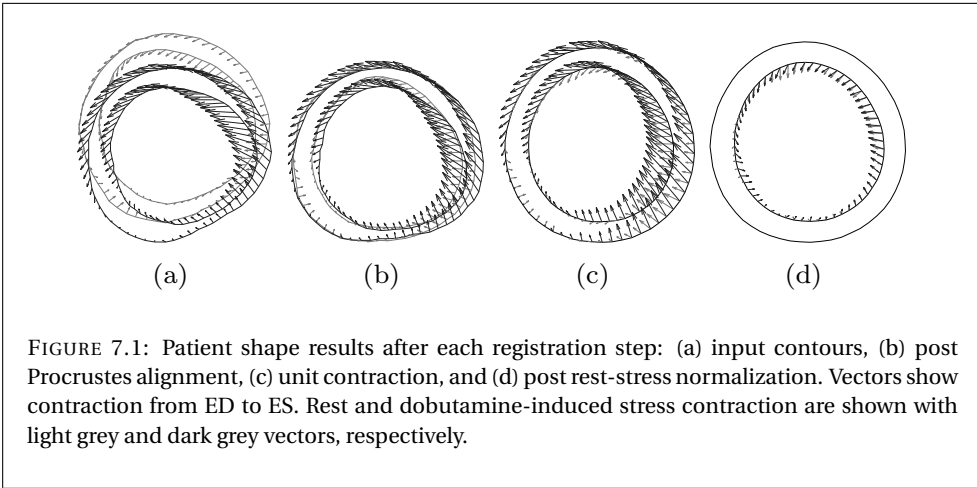 (a) (b) (c) (d)
FIGURE 7.1: Patient shape results after each registration step: (a) input contours, (b) post
Procrustes alignment, (c) unit contraction, and (d) post rest-stress normalization. Vectors show
contraction from ED to ES. Rest and dobutamine-induced stress contraction are shown with
light grey and dark grey vectors, respectively.